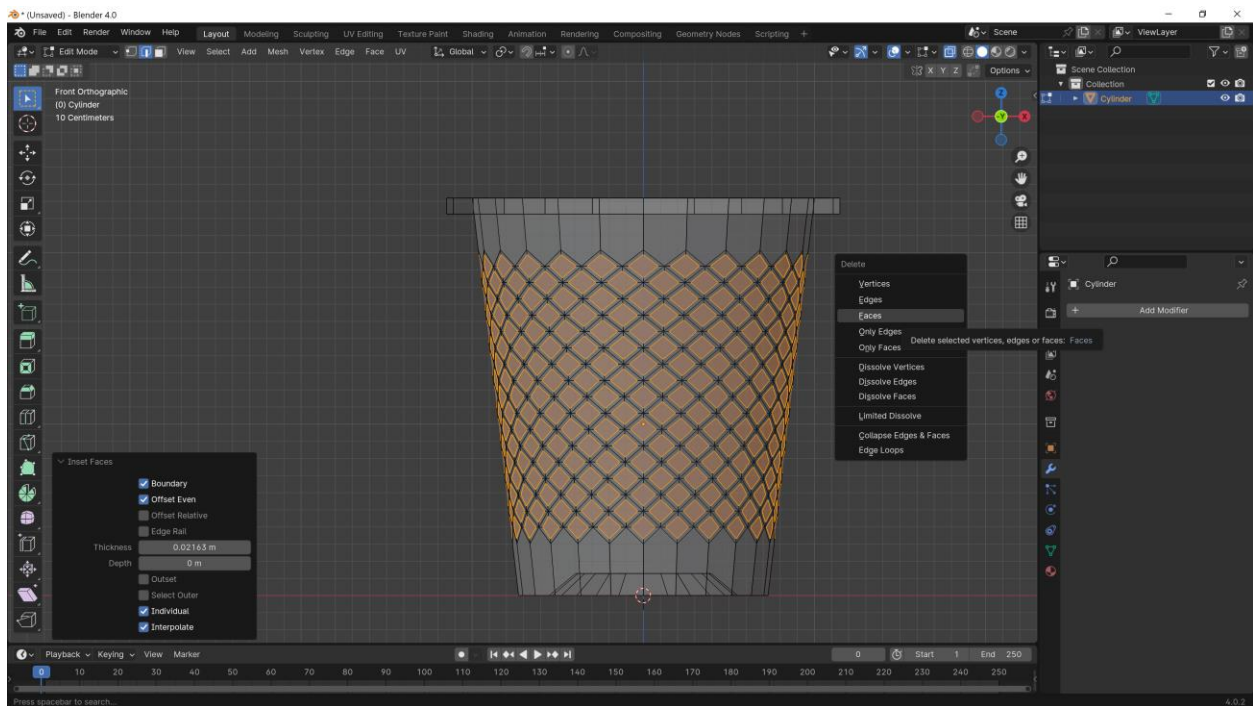 * (Unsaved) - Blender 4.0
File Edit Render Window Help Layout Modeling Sculpting UV Editing Texture Paint Shading Animation Rendering Compositing Geometry Nodes Scripting + Scene ViewLayer
Edit Mode View Select Add Mesh Vertex Edge Face UV Global
X Y Z Options
Scene Collection
Collection
Cylinder
Front Orthographic
(0) Cylinder
10 Centimeters
Z
-Y X
Delete
Vertices
Edges
Faces
Only Edges
Only Faces
Delete selected vertices, edges or faces: Faces
Dissolve Vertices
Dissolve Edges
Dissolve Faces
Limited Dissolve
Collapse Edges & Faces
Edge Loops
Cylinder
+ Add Modifier
Inset Faces
Boundary
Offset Even
Offset Relative
Edge Rail
Thickness 0.02163 m
Depth 0 m
Outset
Select Outer
Individual
Interpolate
Playback Keying View Marker 0 Start 1 End 250
0 10 20 30 40 50 60 70 80 90 100 110 120 130 140 150 160 170 180 190 200 210 220 230 240 250
Press spacebar to search...
4.0.2